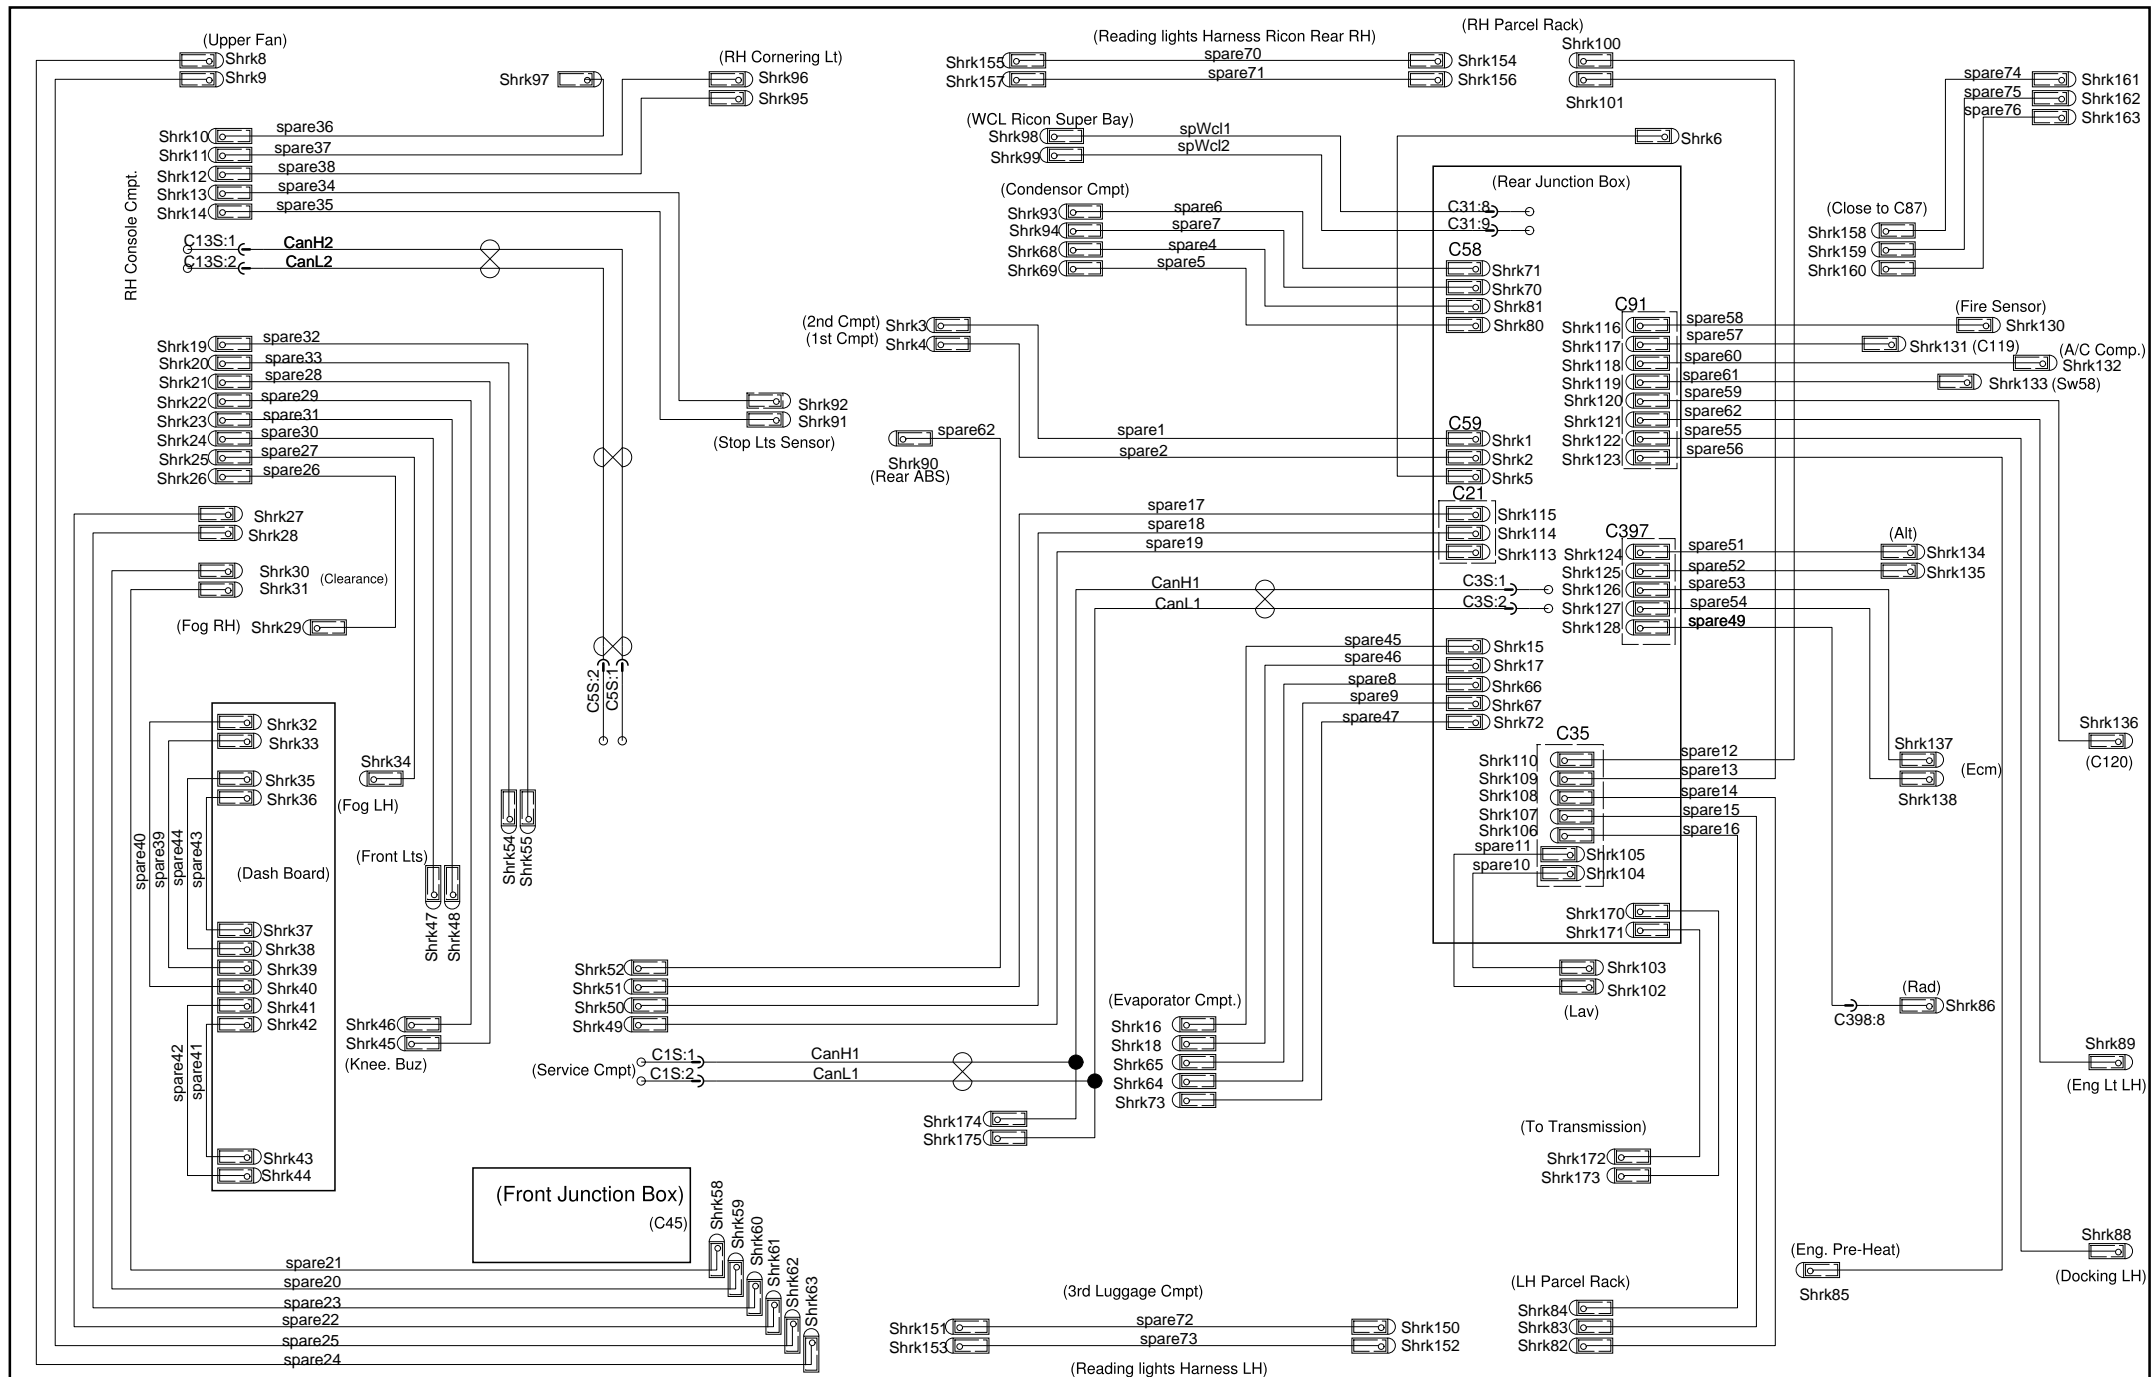 (Upper Fan)
Shrk8
Shrk9
Shrk97
(RH Cornering Lt)
Shrk96
Shrk95
Shrk10
spare36
Shrk11
spare37
Shrk12
spare38
Shrk13
spare34
Shrk14
spare35
RH Console Cmpt.
C13S:1
CanH2
C13S:2
CanL2
Shrk19
spare32
Shrk20
spare33
Shrk21
spare28
Shrk22
spare29
Shrk23
spare31
Shrk24
spare30
Shrk25
spare27
Shrk26
spare26
Shrk27
Shrk28
Shrk30
(Clearance)
Shrk31
(Fog RH)
Shrk29
C5S:2
C5S:1
Shrk92
Shrk91
(Stop Lts Sensor)
Shrk32
Shrk33
Shrk35
Shrk36
(Dash Board)
Shrk37
Shrk38
Shrk39
Shrk40
Shrk41
Shrk42
Shrk43
Shrk44
spare40
spare39
spare44
spare43
spare42
spare41
Shrk34
(Fog LH)
(Front Lts)
Shrk47
Shrk48
Shrk54
Shrk55
Shrk46
Shrk45
(Knee. Buz)
(Front Junction Box)
(C45)
Shrk58
Shrk59
Shrk60
Shrk61
Shrk62
Shrk63
spare21
spare20
spare23
spare22
spare25
spare24
(Reading lights Harness Ricon Rear RH)
Shrk155
spare70
Shrk154
Shrk157
spare71
Shrk156
(WCL Ricon Super Bay)
Shrk98
spWcl1
Shrk99
spWcl2
(Condensor Cmpt)
Shrk93
spare6
Shrk94
spare7
Shrk68
spare4
Shrk69
spare5
(2nd Cmpt)
Shrk3
(1st Cmpt)
Shrk4
spare62
Shrk90
(Rear ABS)
spare1
spare2
spare17
spare18
spare19
CanH1
CanL1
spare45
spare46
spare8
spare9
spare47
Shrk52
Shrk51
Shrk50
Shrk49
(Service Cmpt)
C1S:1
CanH1
C1S:2
CanL1
Shrk174
Shrk175
(Evaporator Cmpt.)
Shrk16
Shrk18
Shrk65
Shrk64
Shrk73
(3rd Luggage Cmpt)
Shrk151
spare72
Shrk150
Shrk153
spare73
Shrk152
(Reading lights Harness LH)
(RH Parcel Rack)
Shrk100
Shrk101
Shrk6
(Rear Junction Box)
C31:8
C31:9
C58
Shrk71
Shrk70
Shrk81
Shrk80
C59
Shrk1
Shrk2
Shrk5
C21
Shrk115
Shrk114
Shrk113
C3S:1
C3S:2
Shrk15
Shrk17
Shrk66
Shrk67
Shrk72
C91
Shrk116
spare58
Shrk117
spare57
Shrk118
spare60
Shrk119
spare61
Shrk120
spare59
Shrk121
spare62
Shrk122
spare55
Shrk123
spare56
C397
Shrk124
spare51
Shrk125
spare52
Shrk126
spare53
Shrk127
spare54
Shrk128
spare49
C35
Shrk110
spare12
Shrk109
spare13
Shrk108
spare14
Shrk107
spare15
Shrk106
spare16
spare11
Shrk105
spare10
Shrk104
Shrk170
Shrk171
Shrk103
Shrk102
(Lav)
(To Transmission)
Shrk172
Shrk173
(LH Parcel Rack)
Shrk84
Shrk83
Shrk82
spare74
Shrk161
spare75
Shrk162
spare76
Shrk163
(Close to C87)
Shrk158
Shrk159
Shrk160
(Fire Sensor)
Shrk130
Shrk131 (C119)
(A/C Comp.)
Shrk132
Shrk133 (Sw58)
(Alt)
Shrk134
Shrk135
Shrk136
(C120)
Shrk137
(Ecm)
Shrk138
(Rad)
C398:8
Shrk86
Shrk89
(Eng Lt LH)
Shrk88
(Docking LH)
(Eng. Pre-Heat)
Shrk85